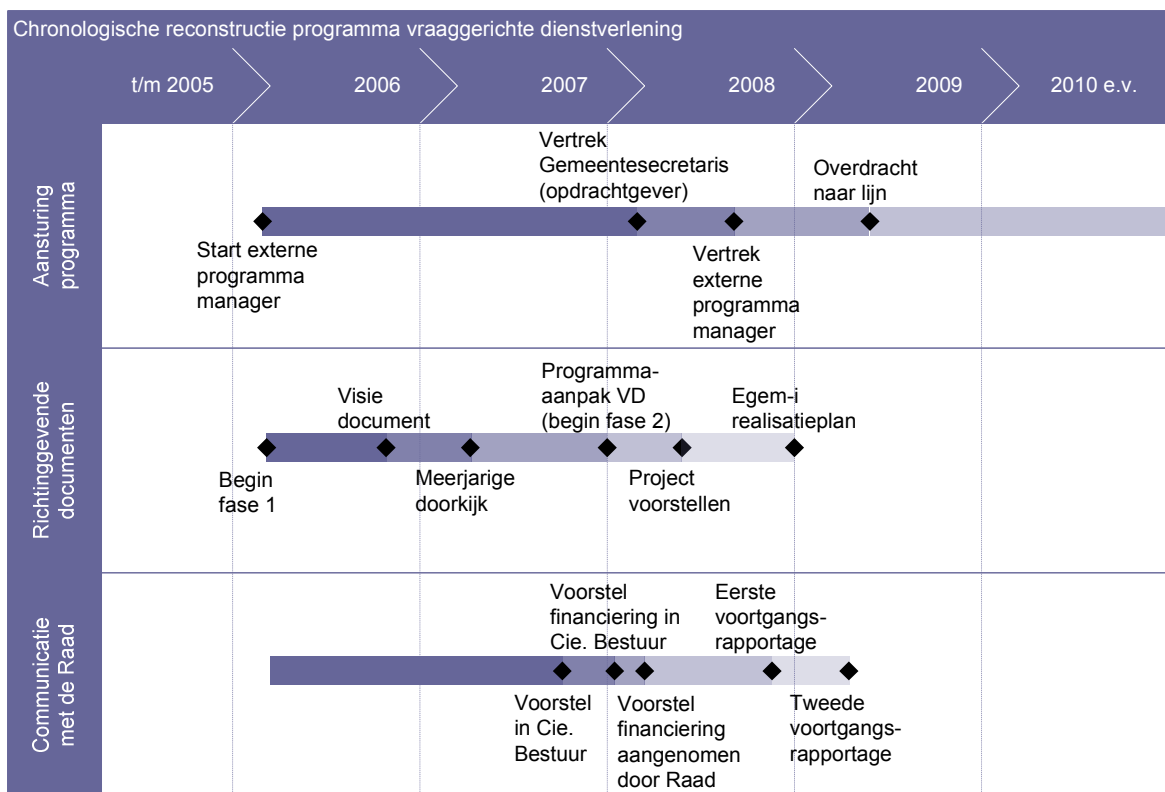 Chronologische reconstructie programma vraaggerichte dienstverlening
t/m 2005
2006
2007
2008
2009
2010 e.v.
Aansturing
programma
Start externe
programma
manager
Vertrek
Gemeentesecretaris
(opdrachtgever)
Vertrek
externe
programma
manager
Overdracht
naar lijn
Richtinggevende
documenten
Begin
fase 1
Visie
document
Meerjarige
doorkijk
Programma-
aanpak VD
(begin fase 2)
Project
voorstellen
Egem-i
realisatieplan
Communicatie
met de Raad
Voorstel
in Cie.
Bestuur
Voorstel
financiering in
Cie. Bestuur
Voorstel
financiering
aangenomen
door Raad
Eerste
voortgangs-
rapportage
Tweede
voortgangs-
rapportage